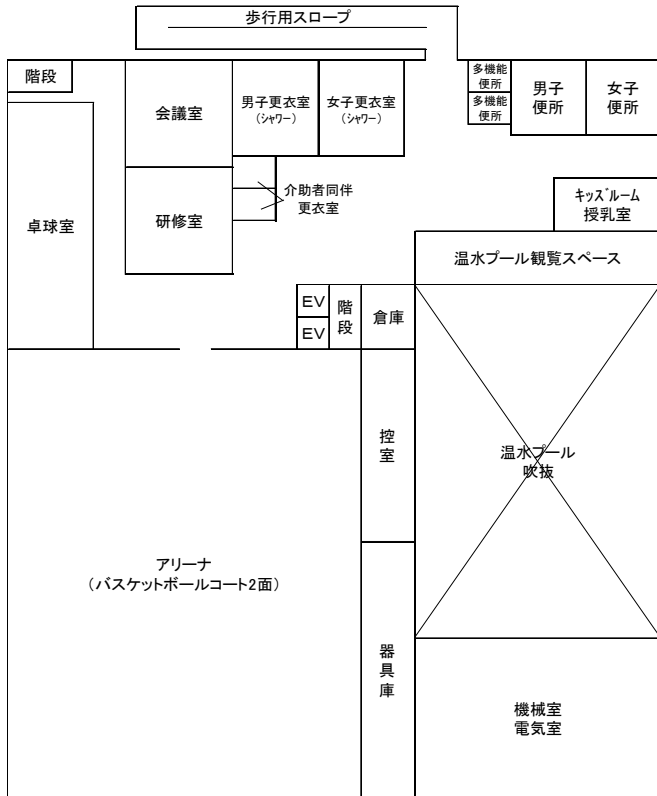 歩行用スロープ
階段
会議室
男子更衣室
(シャワー)
女子更衣室
(シャワー)
多機能
便所
多機能
便所
男子
便所
女子
便所
卓球室
研修室
介助者同伴
更衣室
キッズルーム
授乳室
温水プール観覧スペース
EV
EV
階
段
倉庫
控
室
温水プール
吹抜
アリーナ
(バスケットボールコート2面)
器
具
庫
機械室
電気室